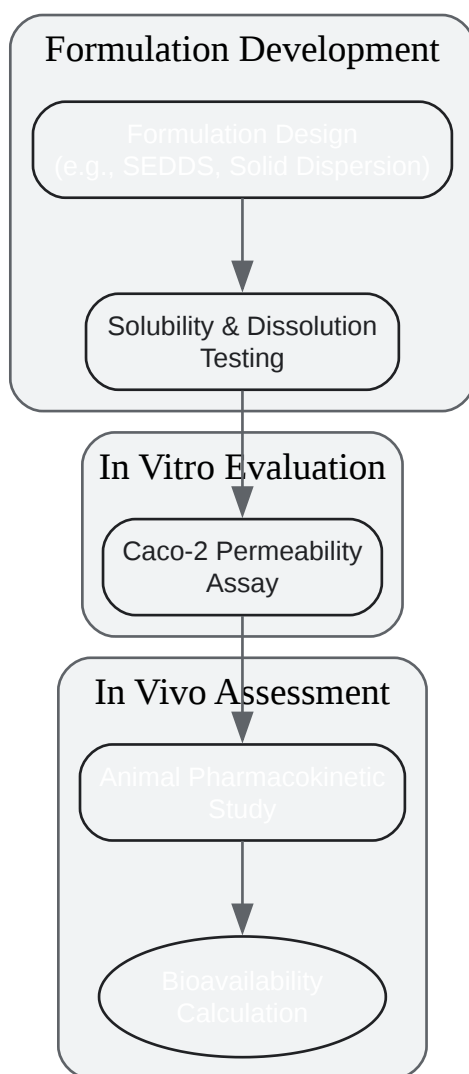 Formulation Development
Formulation Design
(e.g., SEDDS, Solid Dispersion)
Solubility & Dissolution
Testing
In Vitro Evaluation
Caco-2 Permeability
Assay
In Vivo Assessment
Animal Pharmacokinetic
Study
Bioavailability
Calculation